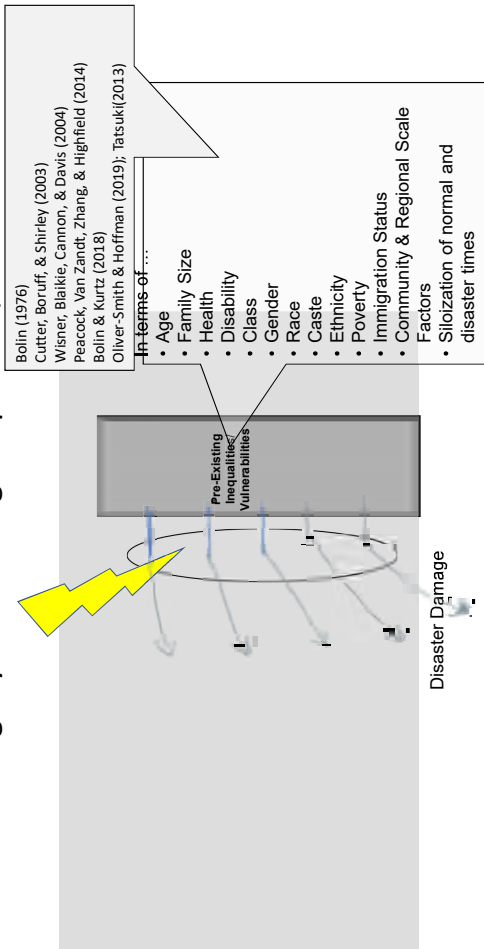 Bolin (1976)
Cutter, Boruff, & Shirley (2003)
Wisner, Blaikie, Cannon, & Davis (2004)
Peacock, Van Zandt, Zhang, & Highfield (2014)
Bolin & Kurtz (2018)
Oliver-Smith & Hoffman (2019); Tatsuki(2013)
In terms of …
• Age
• Family Size
• Health
• Disability
• Class
• Gender
• Race
• Caste
• Ethnicity
• Poverty
• Immigration Status
• Community & Regional Scale
Factors
• Siloization of normal and
disaster times
Pre-Existing
Inequalities
Vulnerabilities
Disaster Damage